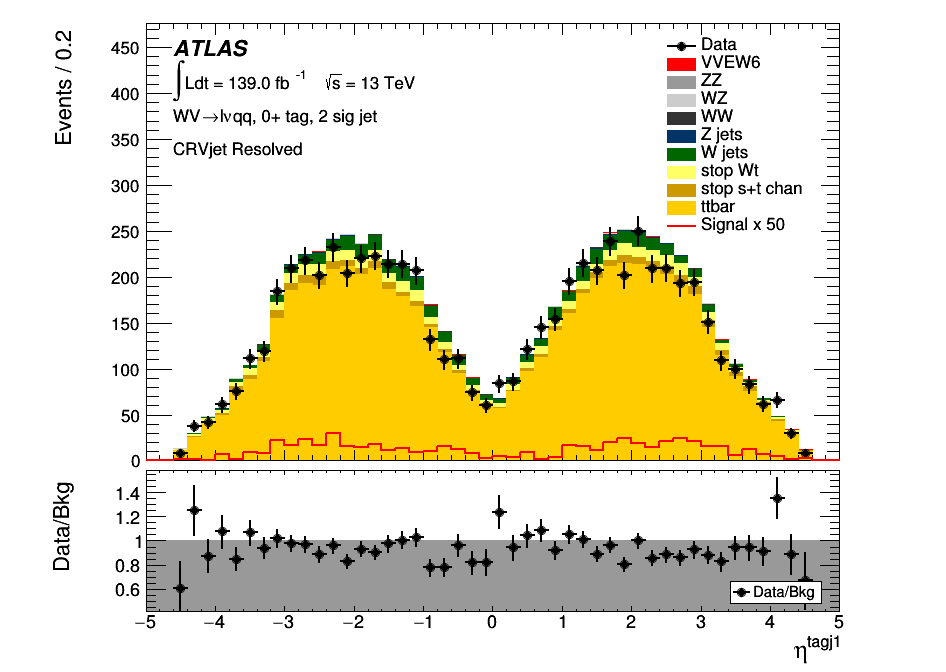 Events / 0.2
450
400
350
300
250
200
150
100
50
0
ATLAS
∫Ldt = 139.0 fb⁻¹ √s = 13 TeV
WV→lνqq, 0+ tag, 2 sig jet
CRVjet Resolved
Data
VVEW6
ZZ
WZ
WW
Z jets
W jets
stop Wt
stop s+t chan
ttbar
Signal x 50
Data/Bkg
1.4
1.2
1
0.8
0.6
Data/Bkg
−5 −4 −3 −2 −1 0 1 2 3 4 5
η^tagj1